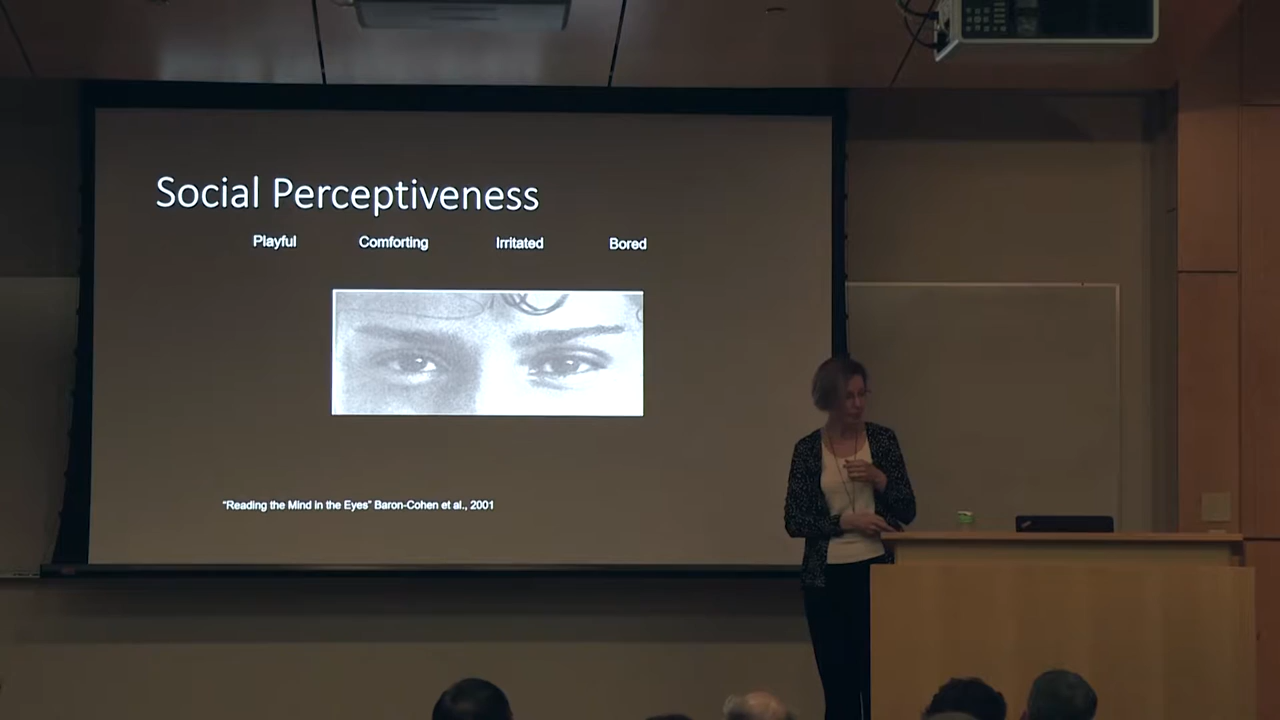 Social Perceptiveness
Playful Comforting Irritated Bored
"Reading the Mind in the Eyes" Baron-Cohen et al., 2001